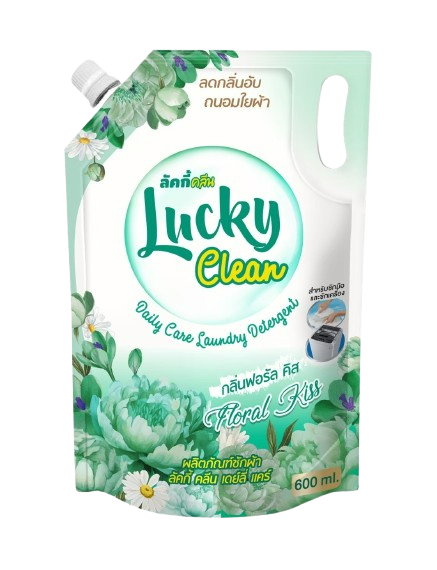 ลดกลิ่นอับ
ถนอมใยผ้า
ลัคกี้คลีน
Lucky
Clean
Daily Care Laundry Detergent
สำหรับซักมือ
และซักเครื่อง
กลิ่นฟอรัล คิส
Floral Kiss
ผลิตภัณฑ์ซักผ้า
ลัคกี้ คลีน เดย์ลี่ แคร์
600 ml.